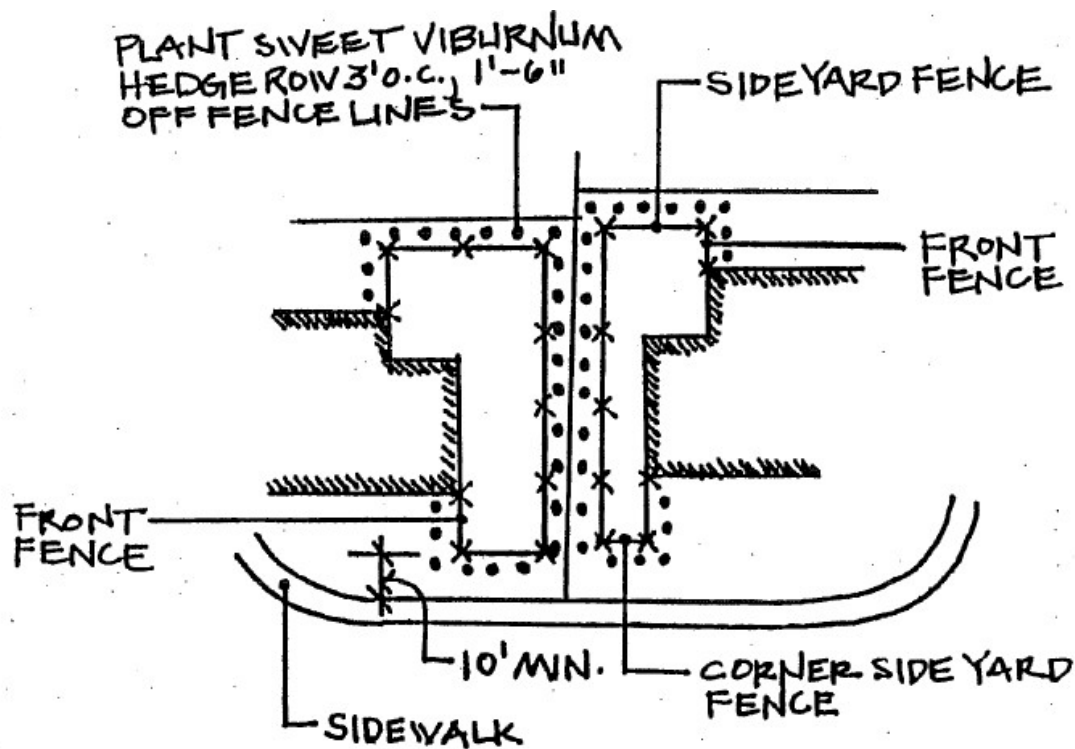 PLANT SWEET VIBURNUM
HEDGE ROW 3' O.C., 1'-6"
OFF FENCE LINES
SIDEYARD FENCE
FRONT
FENCE
FRONT
FENCE
10' MIN.
CORNER SIDE YARD
FENCE
SIDEWALK